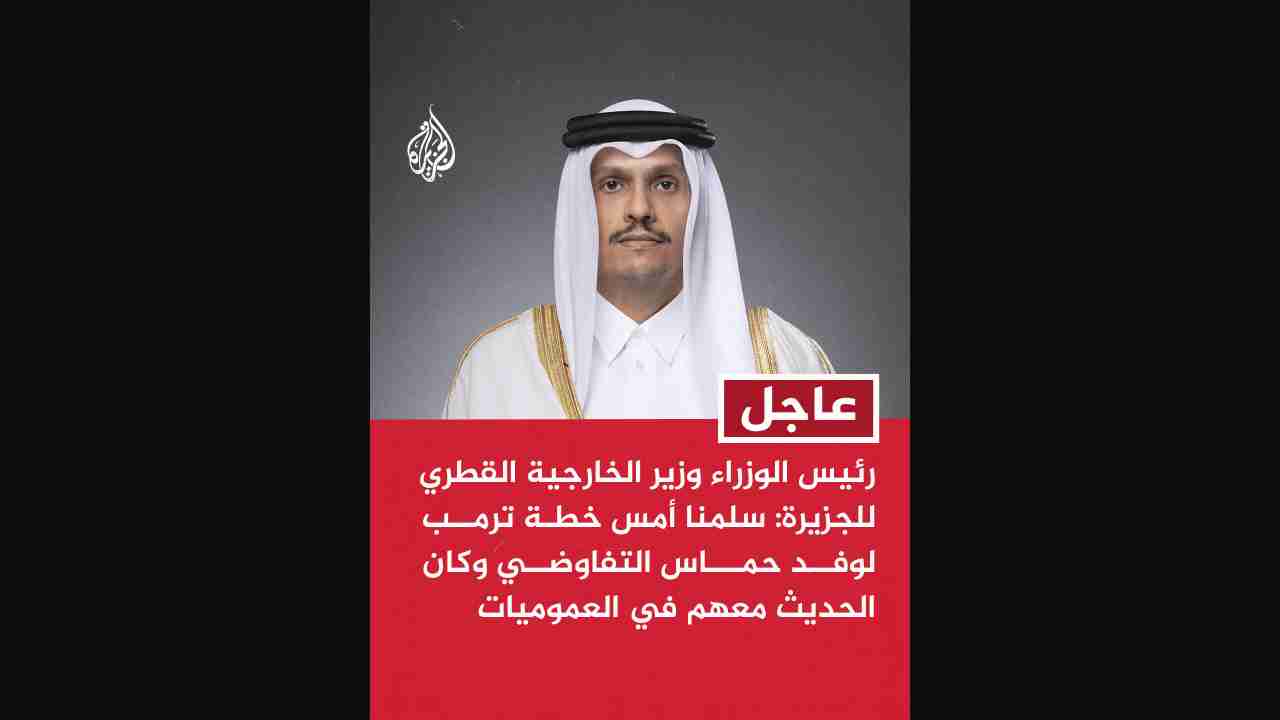 الجزيرة
عاجل
رئيس الوزراء وزير الخارجية القطري
للجزيرة: سلمنا أمس خطة ترمب
لوفد حماس التفاوضي وكان
الحديث معهم في العموميات